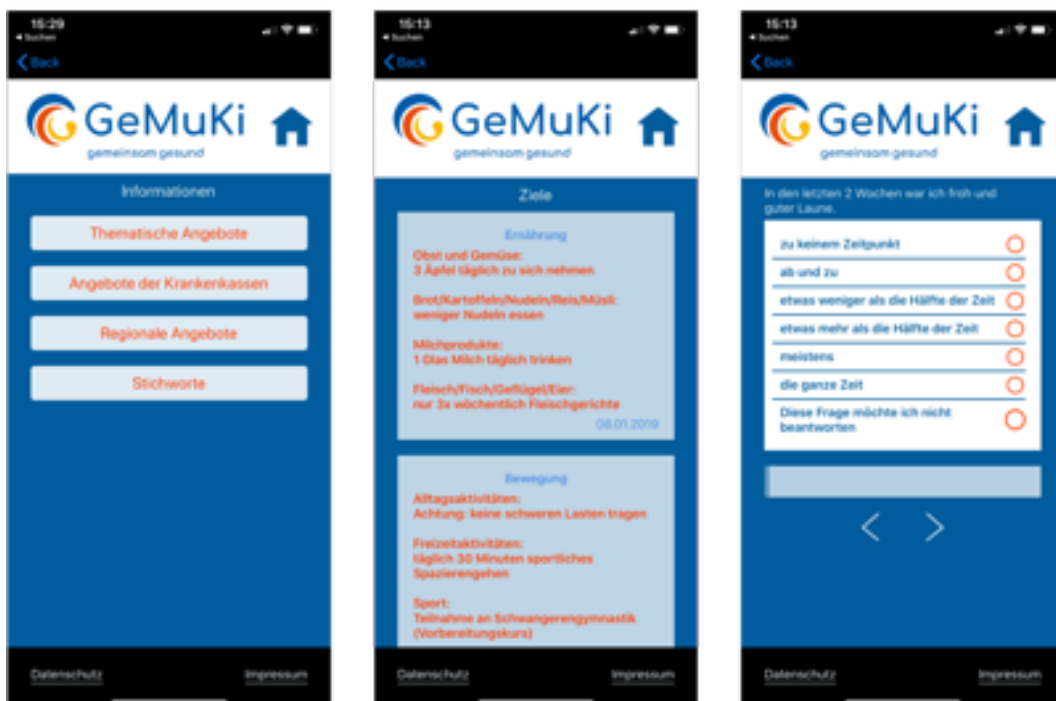 15:29
Suchen
Back
GeMuKi
gemeinsam gesund
Informationen
Thematische Angebote
Angebote der Krankenkassen
Regionale Angebote
Stichworte
Datenschutz
Impressum
15:13
Suchen
Back
GeMuKi
gemeinsam gesund
Ziele
Ernährung
Obst und Gemüse:
3 Äpfel täglich zu sich nehmen
Brot/Kartoffeln/Nudeln/Reis/Müsli:
weniger Nudeln essen
Milchprodukte:
1 Glas Milch täglich trinken
Fleisch/Fisch/Geflügel/Eier:
nur 3x wöchentlich Fleischgerichte
08.01.2019
Bewegung
Alltagsaktivitäten:
Achtung: keine schweren Lasten tragen
Freizeitaktivitäten:
täglich 30 Minuten sportliches
Spazierengehen
Sport:
Teilnahme an Schwangerengymnastik
(Vorbereitungskurs)
Datenschutz
Impressum
15:13
Suchen
Back
GeMuKi
gemeinsam gesund
In den letzten 2 Wochen war ich froh und
guter Laune.
zu keinem Zeitpunkt
ab und zu
etwas weniger als die Hälfte der Zeit
etwas mehr als die Hälfte der Zeit
meistens
die ganze Zeit
Diese Frage möchte ich nicht
beantworten
Datenschutz
Impressum